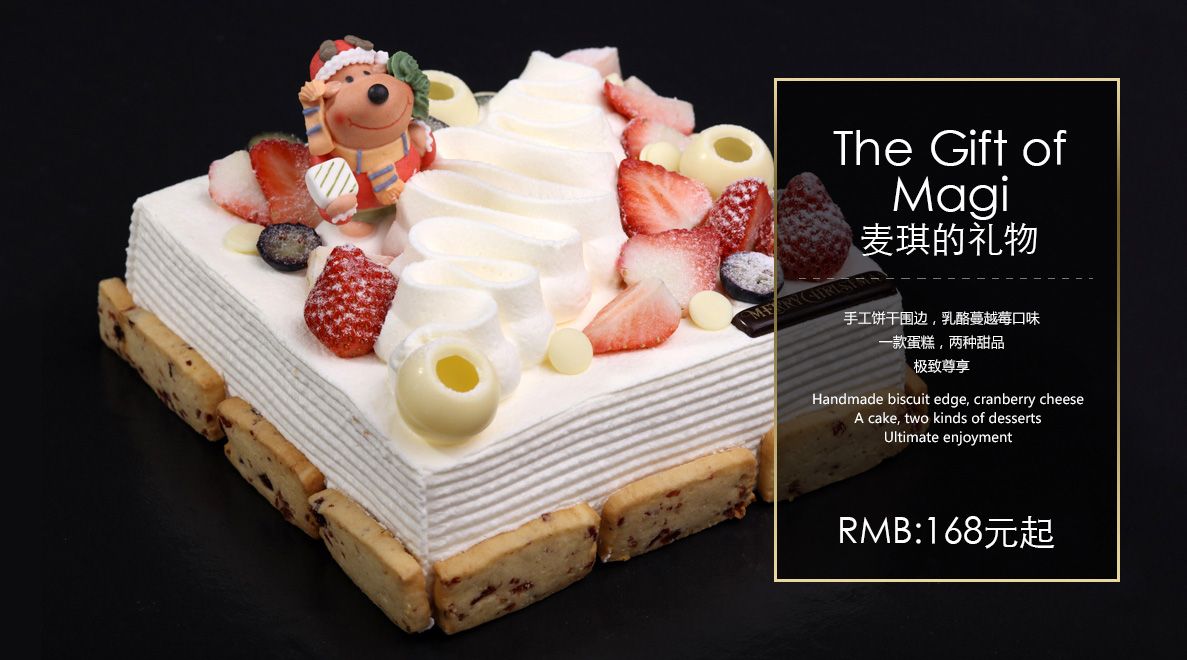 The Gift of
Magi
麦琪的礼物
手工饼干围边，乳酪蔓越莓口味
一款蛋糕，两种甜品
极致尊享
Handmade biscuit edge, cranberry cheese
A cake, two kinds of desserts
Ultimate enjoyment
RMB:168元起
MERRY CHRISTMAS